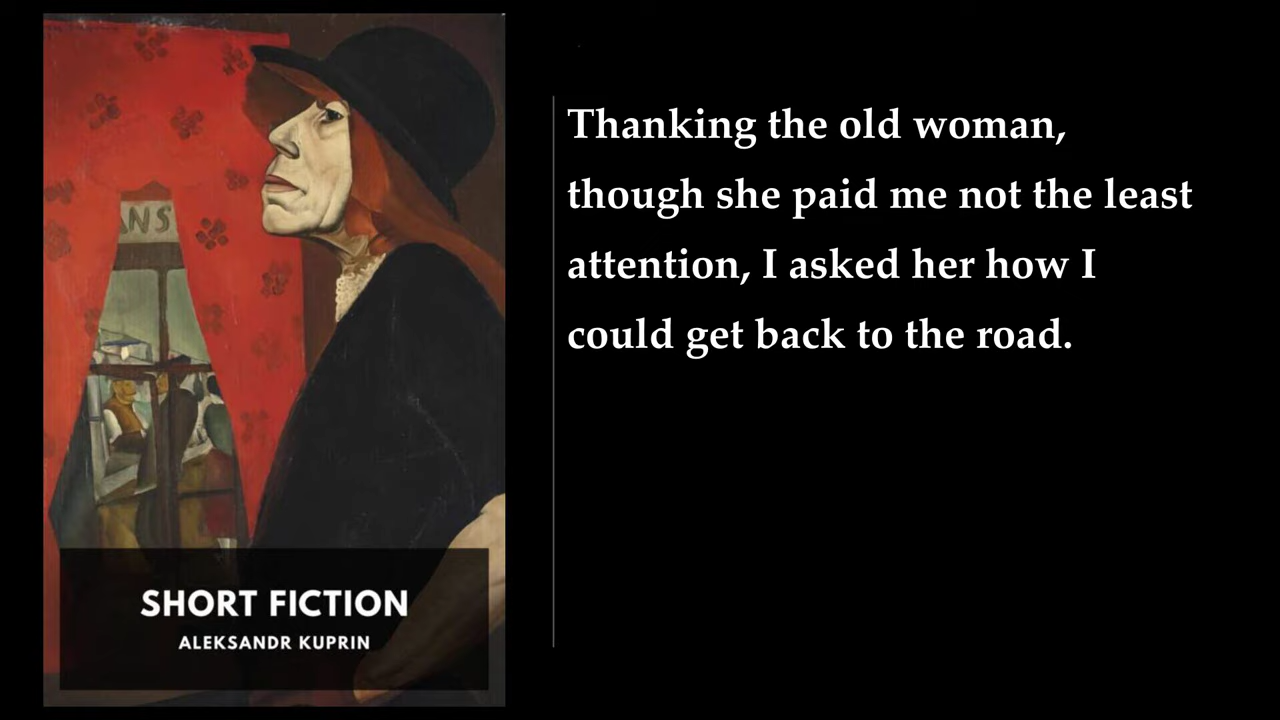 ANS
SHORT FICTION
ALEKSANDR KUPRIN
Thanking the old woman,
though she paid me not the least
attention, I asked her how I
could get back to the road.